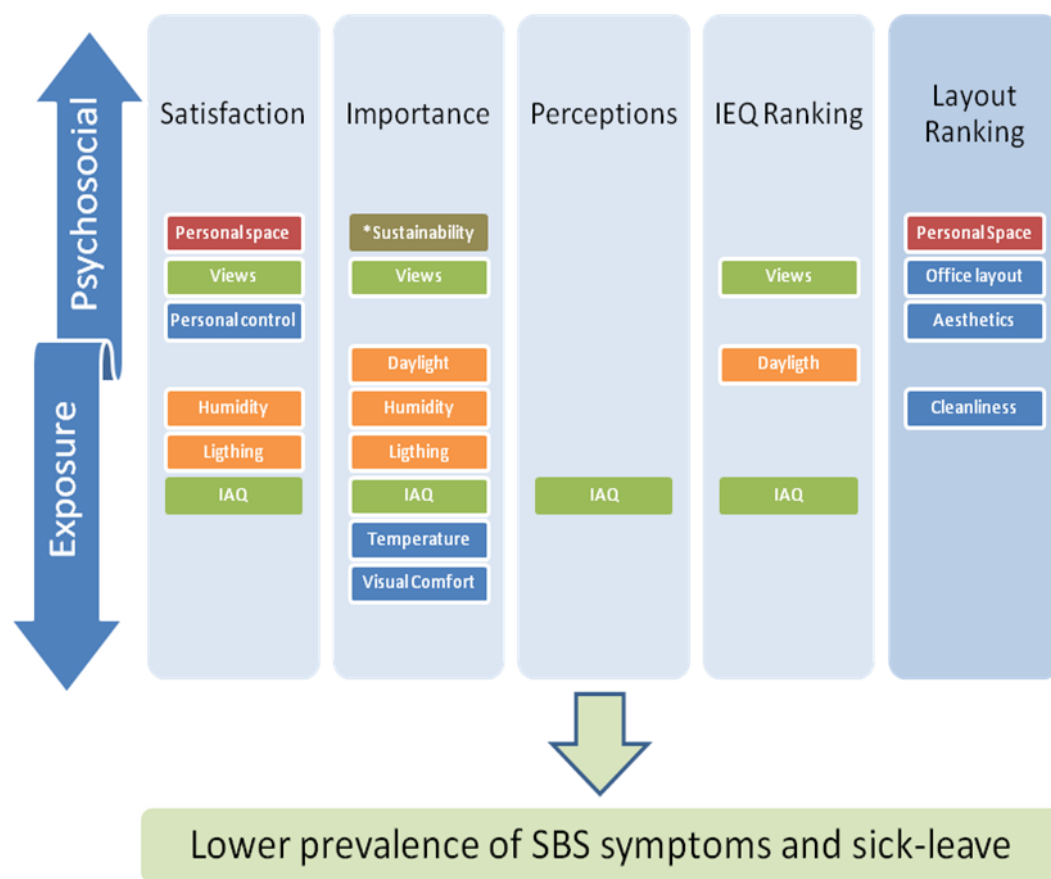 Psychosocial
Exposure
Satisfaction
Personal space
Views
Personal control
Humidity
Ligthing
IAQ
Importance
*Sustainability
Views
Daylight
Humidity
Ligthing
IAQ
Temperature
Visual Comfort
Perceptions
IAQ
IEQ Ranking
Views
Dayligth
IAQ
Layout
Ranking
Personal Space
Office layout
Aesthetics
Cleanliness
Lower prevalence of SBS symptoms and sick-leave